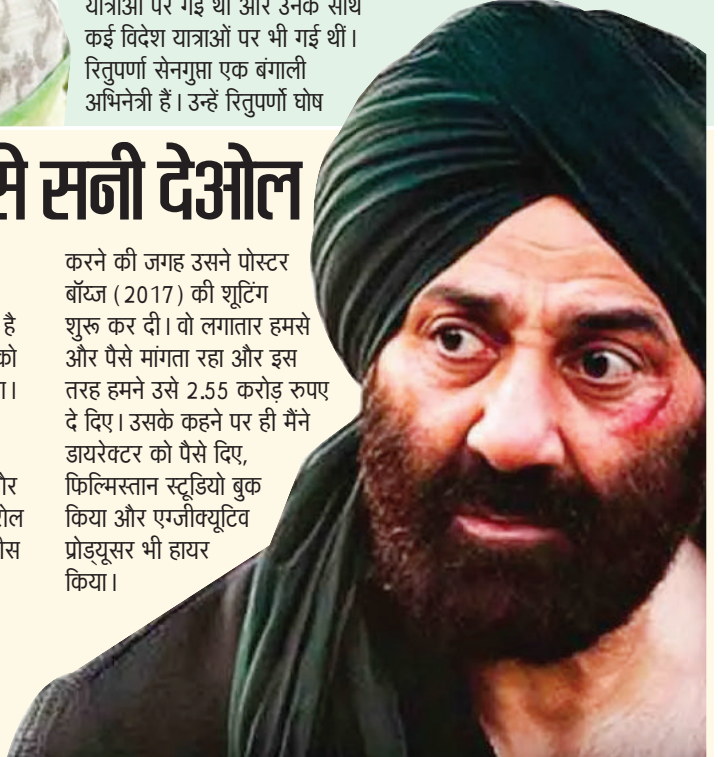 यात्राओं पर गई थीं और उनके साथ
कई विदेश यात्राओं पर भी गई थीं।
रितुपर्णा सेनगुप्ता एक बंगाली
अभिनेत्री हैं। उन्हें रितुपर्णो घोष
से सनी देओल
है
को
ा।
और
रोल
ीस
करने की जगह उसने पोस्टर
बॉय्ज (2017) की शूटिंग
शुरू कर दी। वो लगातार हमसे
और पैसे मांगता रहा और इस
तरह हमने उसे 2.55 करोड़ रुपए
दे दिए। उसके कहने पर ही मैंने
डायरेक्टर को पैसे दिए,
फिल्मिस्तान स्टूडियो बुक
किया और एग्जीक्यूटिव
प्रोड्यूसर भी हायर
किया।